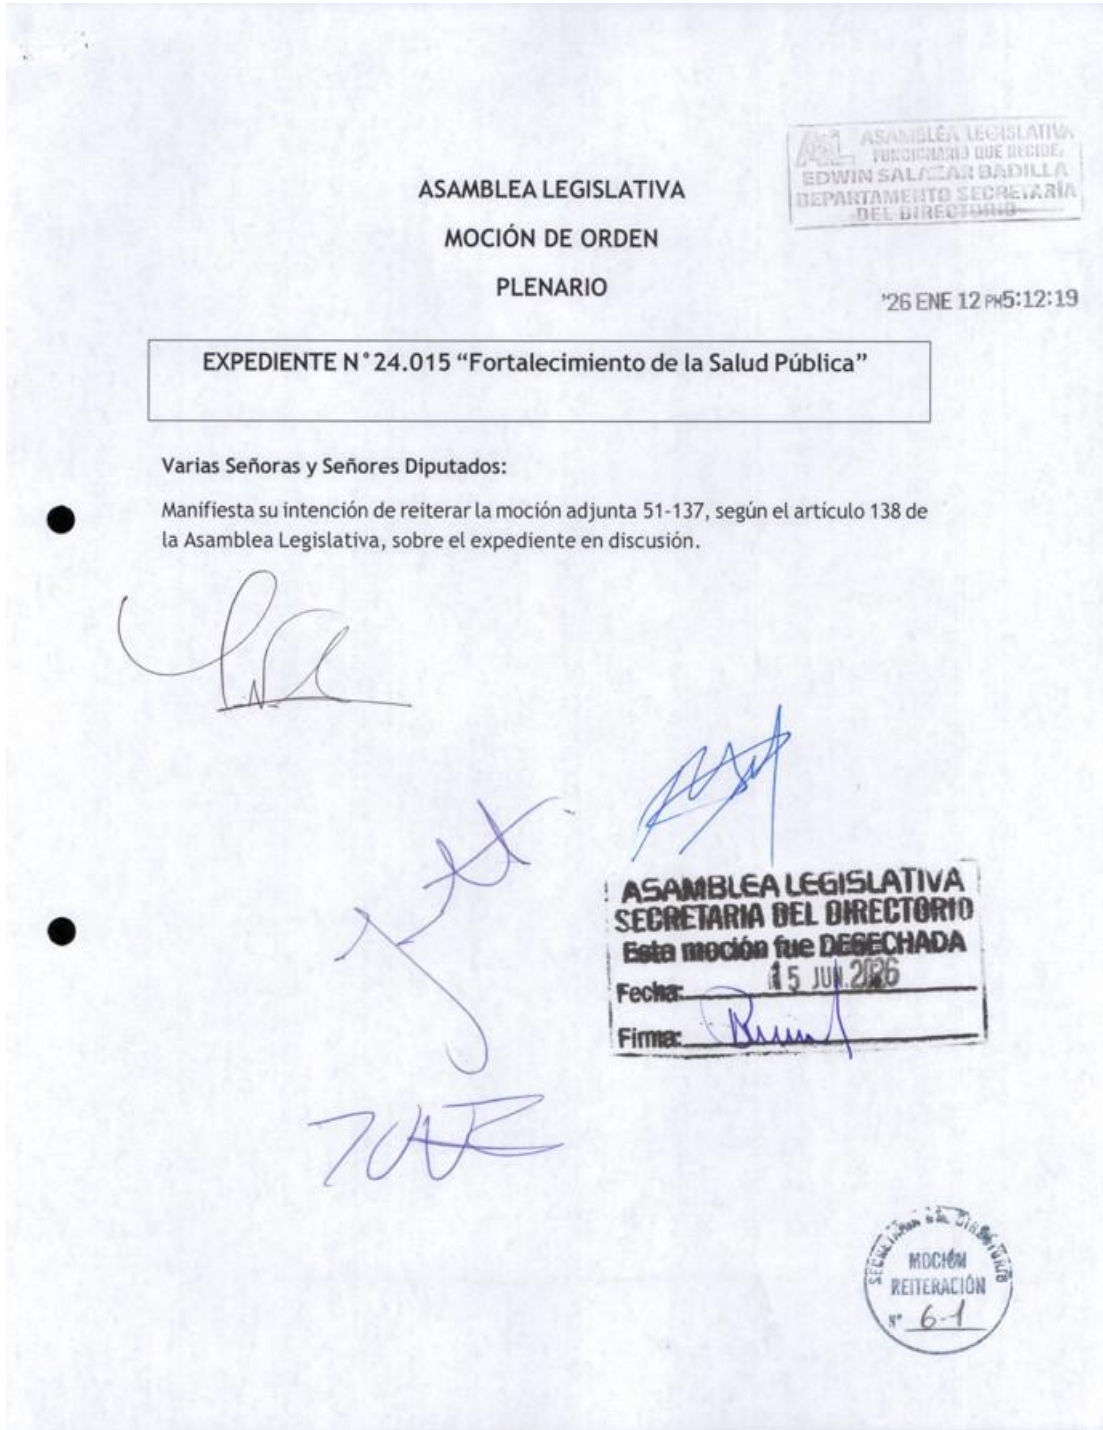 ASAMBLEA LEGISLATIVA
FUNCIONARIO QUE RECIBE:
EDWIN SALAZAR BADILLA
DEPARTAMENTO SECRETARÍA
DEL DIRECTORIO
ASAMBLEA LEGISLATIVA
MOCIÓN DE ORDEN
PLENARIO
'26 ENE 12 PM5:12:19
EXPEDIENTE N°24.015 “Fortalecimiento de la Salud Pública”
Varias Señoras y Señores Diputados:
Manifiesta su intención de reiterar la moción adjunta 51-137, según el artículo 138 de
la Asamblea Legislativa, sobre el expediente en discusión.
ASAMBLEA LEGISLATIVA
SECRETARIA DEL DIRECTORIO
Esta moción fue DESECHADA
Fecha: 15 JUN. 2026
Firma:
SECRETARIA DEL DIRECTORIO
MOCIÓN
REITERACIÓN
N° 6-1